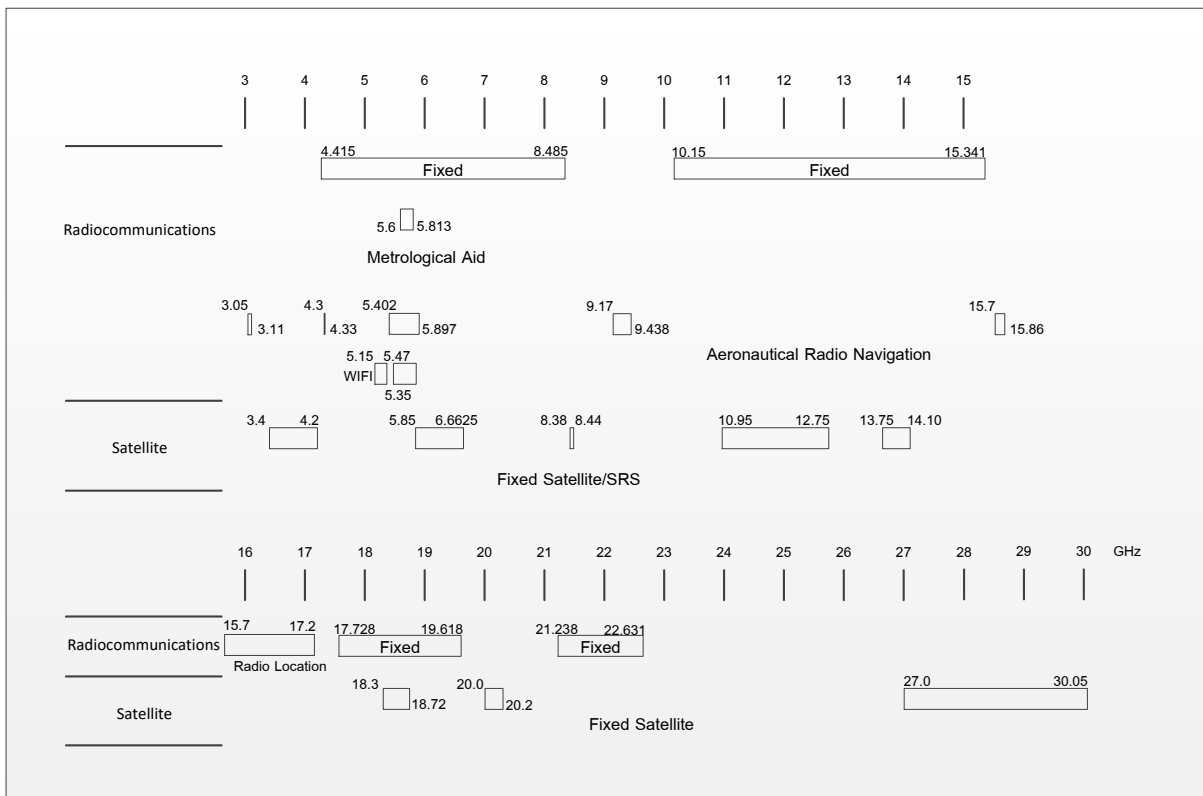 3 4 5 6 7 8 9 10 11 12 13 14 15
4.415 8.485 10.15 15.341
Fixed Fixed
Radiocommunications
5.6 5.813
Metrological Aid
3.05 4.3 5.402 9.17 15.7
3.11 4.33 5.897 9.438 15.86
Aeronautical Radio Navigation
5.15 5.47
WIFI
5.35
3.4 4.2 5.85 6.6625 8.38 8.44 10.95 12.75 13.75 14.10
Satellite
Fixed Satellite/SRS
16 17 18 19 20 21 22 23 24 25 26 27 28 29 30 GHz
15.7 17.2 17.728 19.618 21.238 22.631
Radiocommunications Fixed Fixed
Radio Location
18.3 20.0 27.0 30.05
18.72 20.2
Satellite
Fixed Satellite